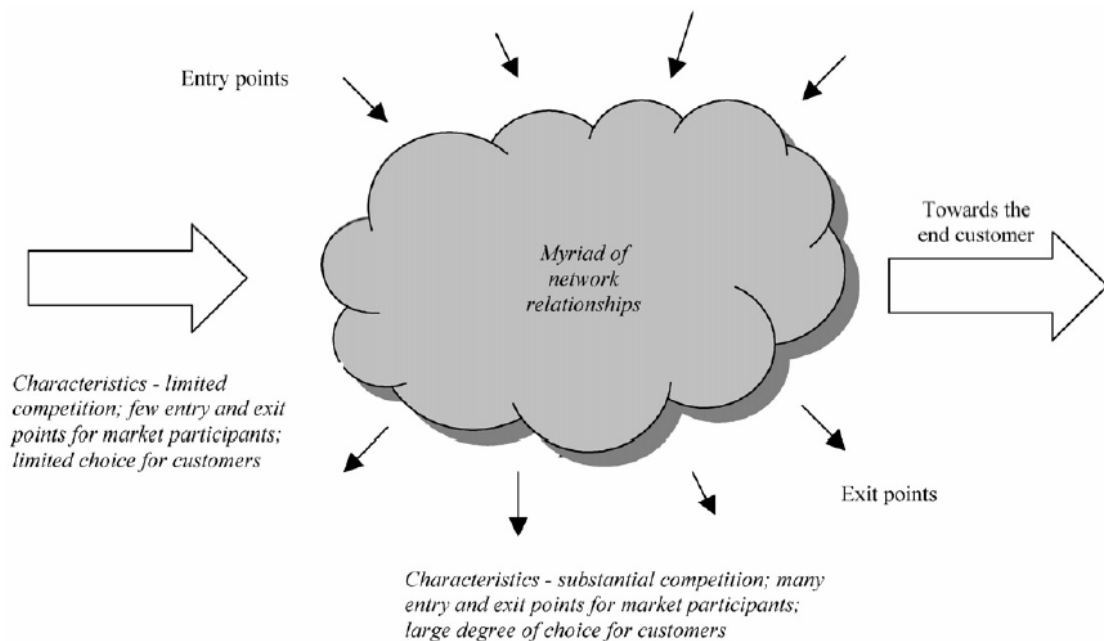 Entry points
Towards the
end customer
Myriad of
network
relationships
Characteristics - limited
competition; few entry and exit
points for market participants;
limited choice for customers
Exit points
Characteristics - substantial competition; many
entry and exit points for market participants;
large degree of choice for customers